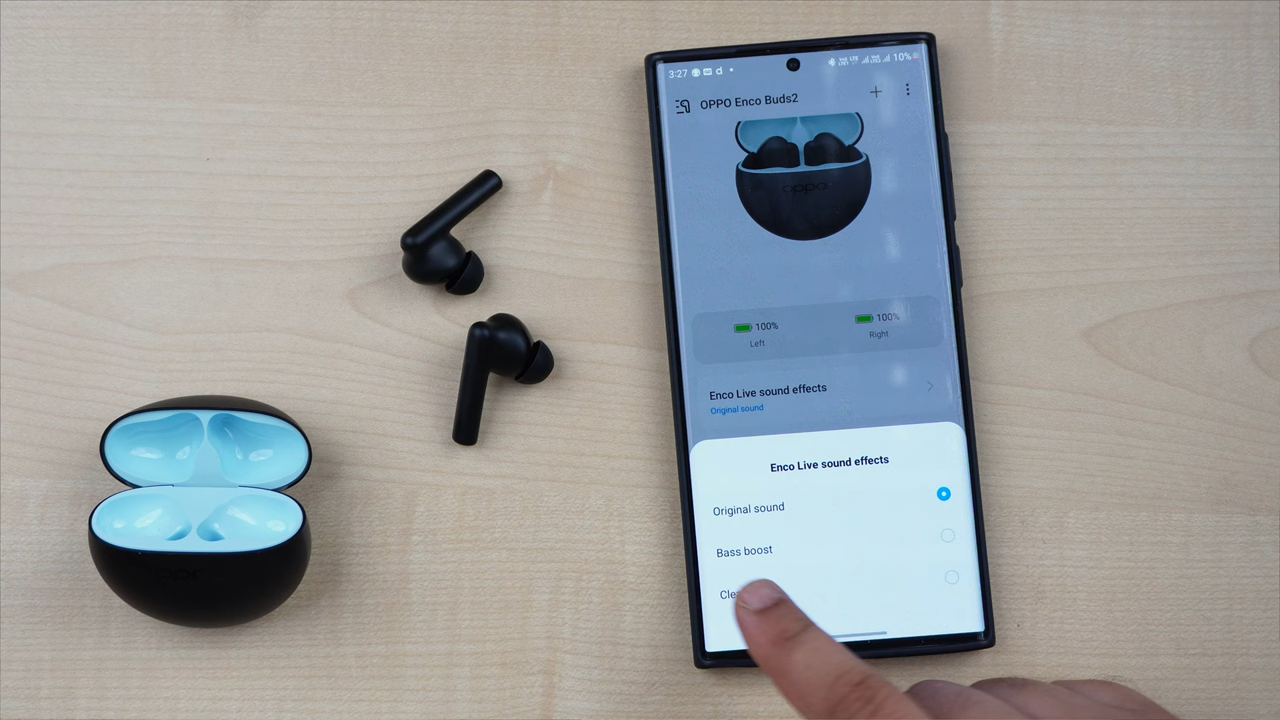 3:27
10%
OPPO Enco Buds2
oppo
100%
100%
Left
Right
Enco Live sound effects
Original sound
Enco Live sound effects
Original sound
Bass boost